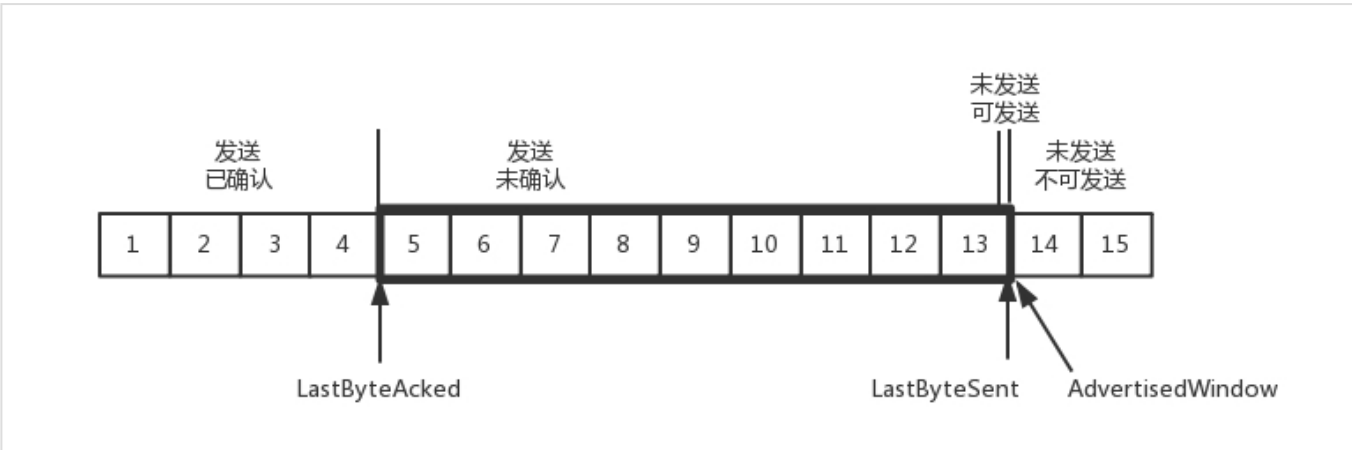 未发送
可发送
发送
已确认
发送
未确认
未发送
不可发送
1 2 3 4 5 6 7 8 9 10 11 12 13 14 15
LastByteAcked LastByteSent AdvertisedWindow